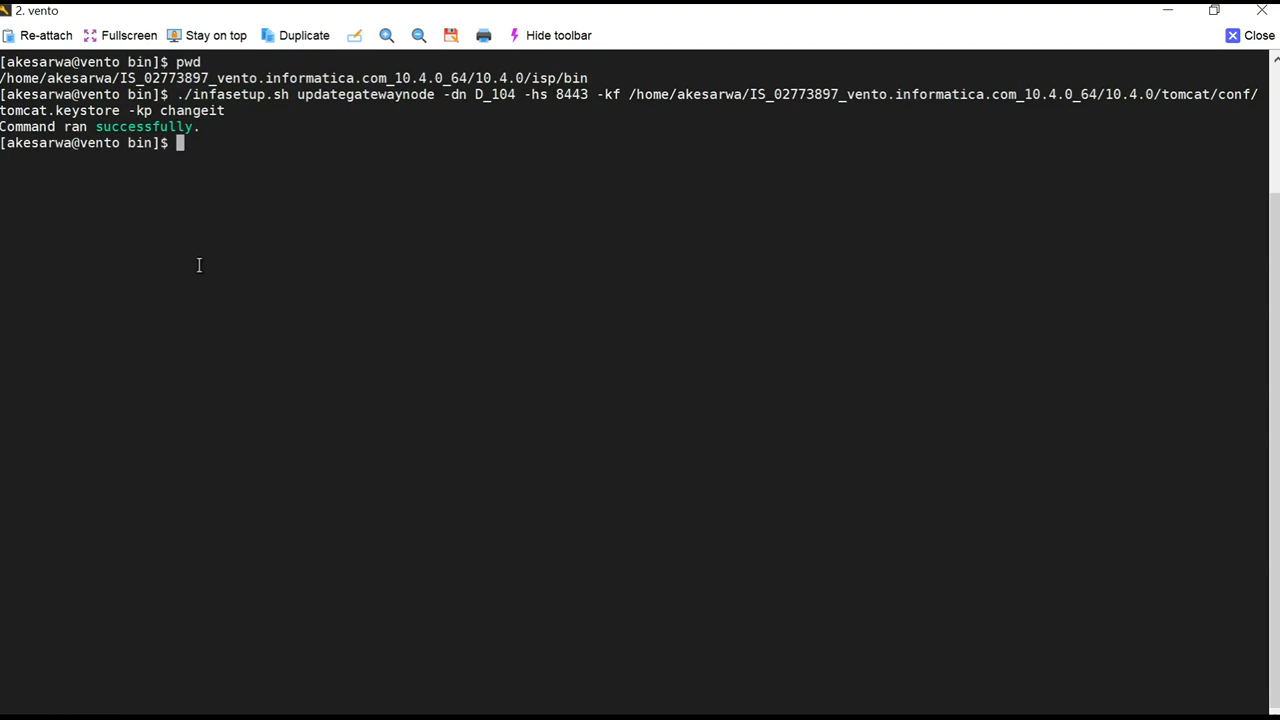 2. vento
Re-attach Fullscreen Stay on top Duplicate Hide toolbar Close
[akesarwa@vento bin]$ pwd
/home/akesarwa/IS_02773897_vento.informatica.com_10.4.0_64/10.4.0/isp/bin
[akesarwa@vento bin]$ ./infasetup.sh updategatewaynode -dn D_104 -hs 8443 -kf /home/akesarwa/IS_02773897_vento.informatica.com_10.4.0_64/10.4.0/tomcat/conf/
tomcat.keystore -kp changeit
Command ran successfully.
[akesarwa@vento bin]$